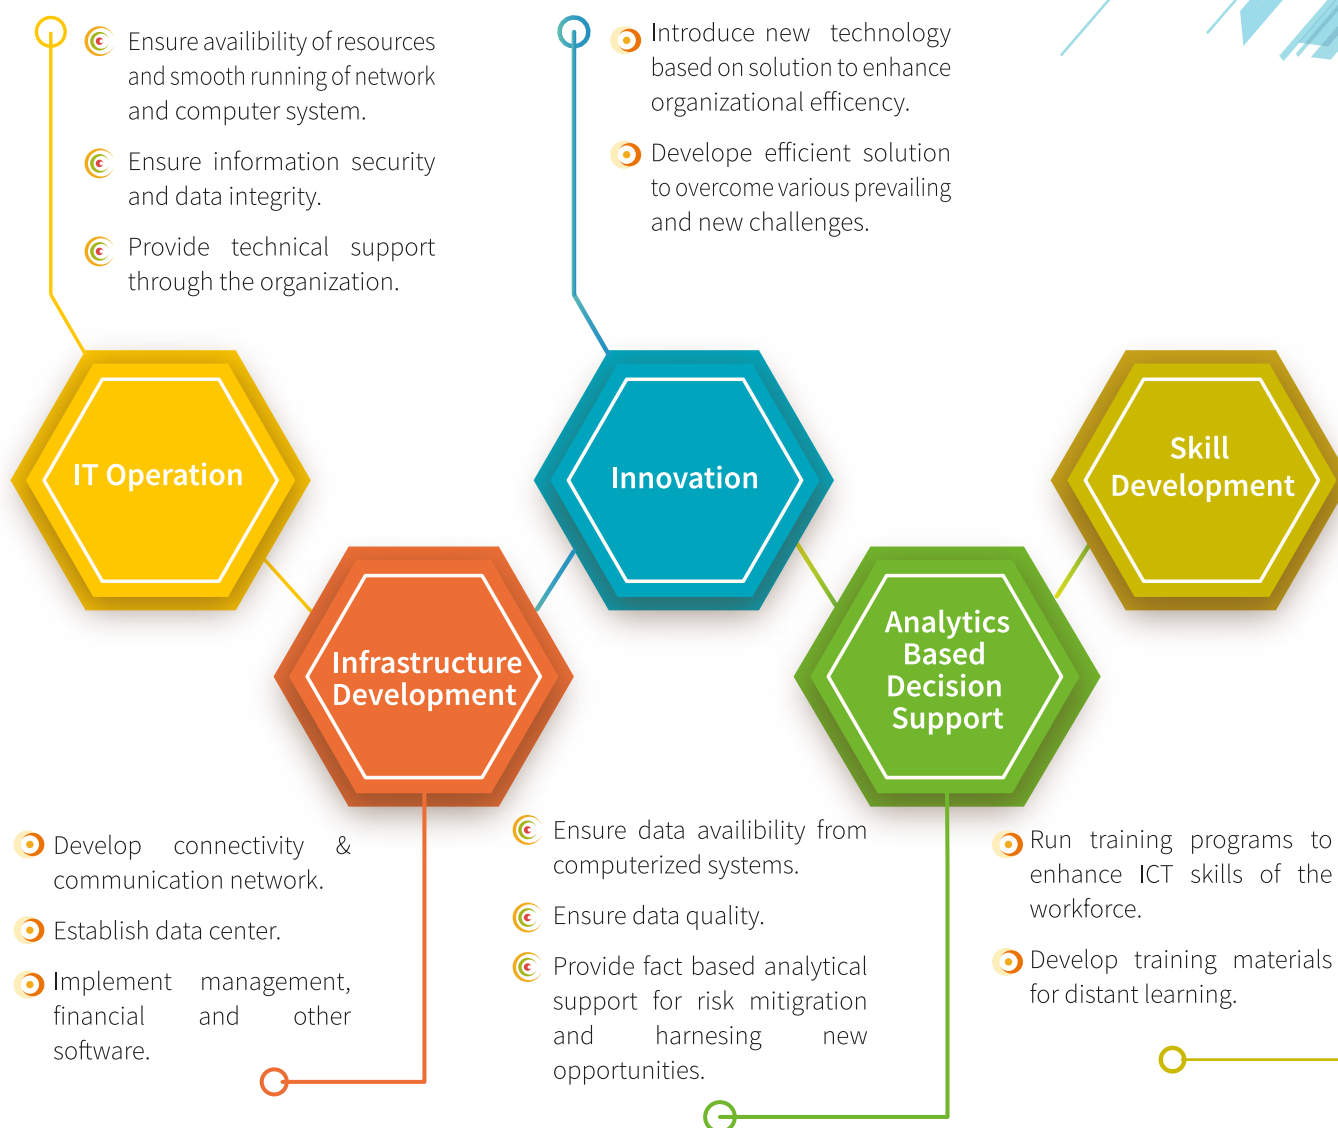 Ensure availibility of resources
and smooth running of network
and computer system.
Ensure information security
and data integrity.
Provide technical support
through the organization.
Introduce new technology
based on solution to enhance
organizational efficency.
Develope efficient solution
to overcome various prevailing
and new challenges.
IT Operation
Innovation
Skill
Development
Infrastructure
Development
Analytics
Based
Decision
Support
Develop connectivity &
communication network.
Establish data center.
Implement management,
financial and other
software.
Ensure data availibility from
computerized systems.
Ensure data quality.
Provide fact based analytical
support for risk mitigration
and harnesing new
opportunities.
Run training programs to
enhance ICT skills of the
workforce.
Develop training materials
for distant learning.